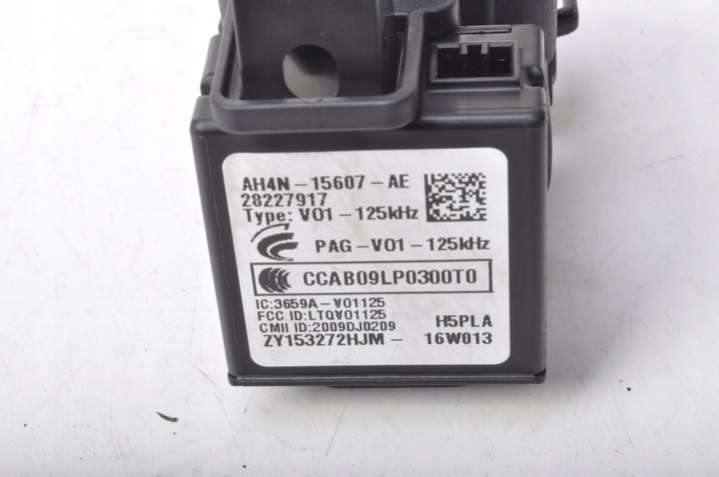 AH4N-15607-AE
28227917
Type: V01-125kHz
PAG-V01-125kHz
CCAB09LP0300T0
IC:3659A-V01125
FCC ID:LTQV01125
CMII ID:2009DJ0209 H5PLA
ZY153272HJM- 16W013